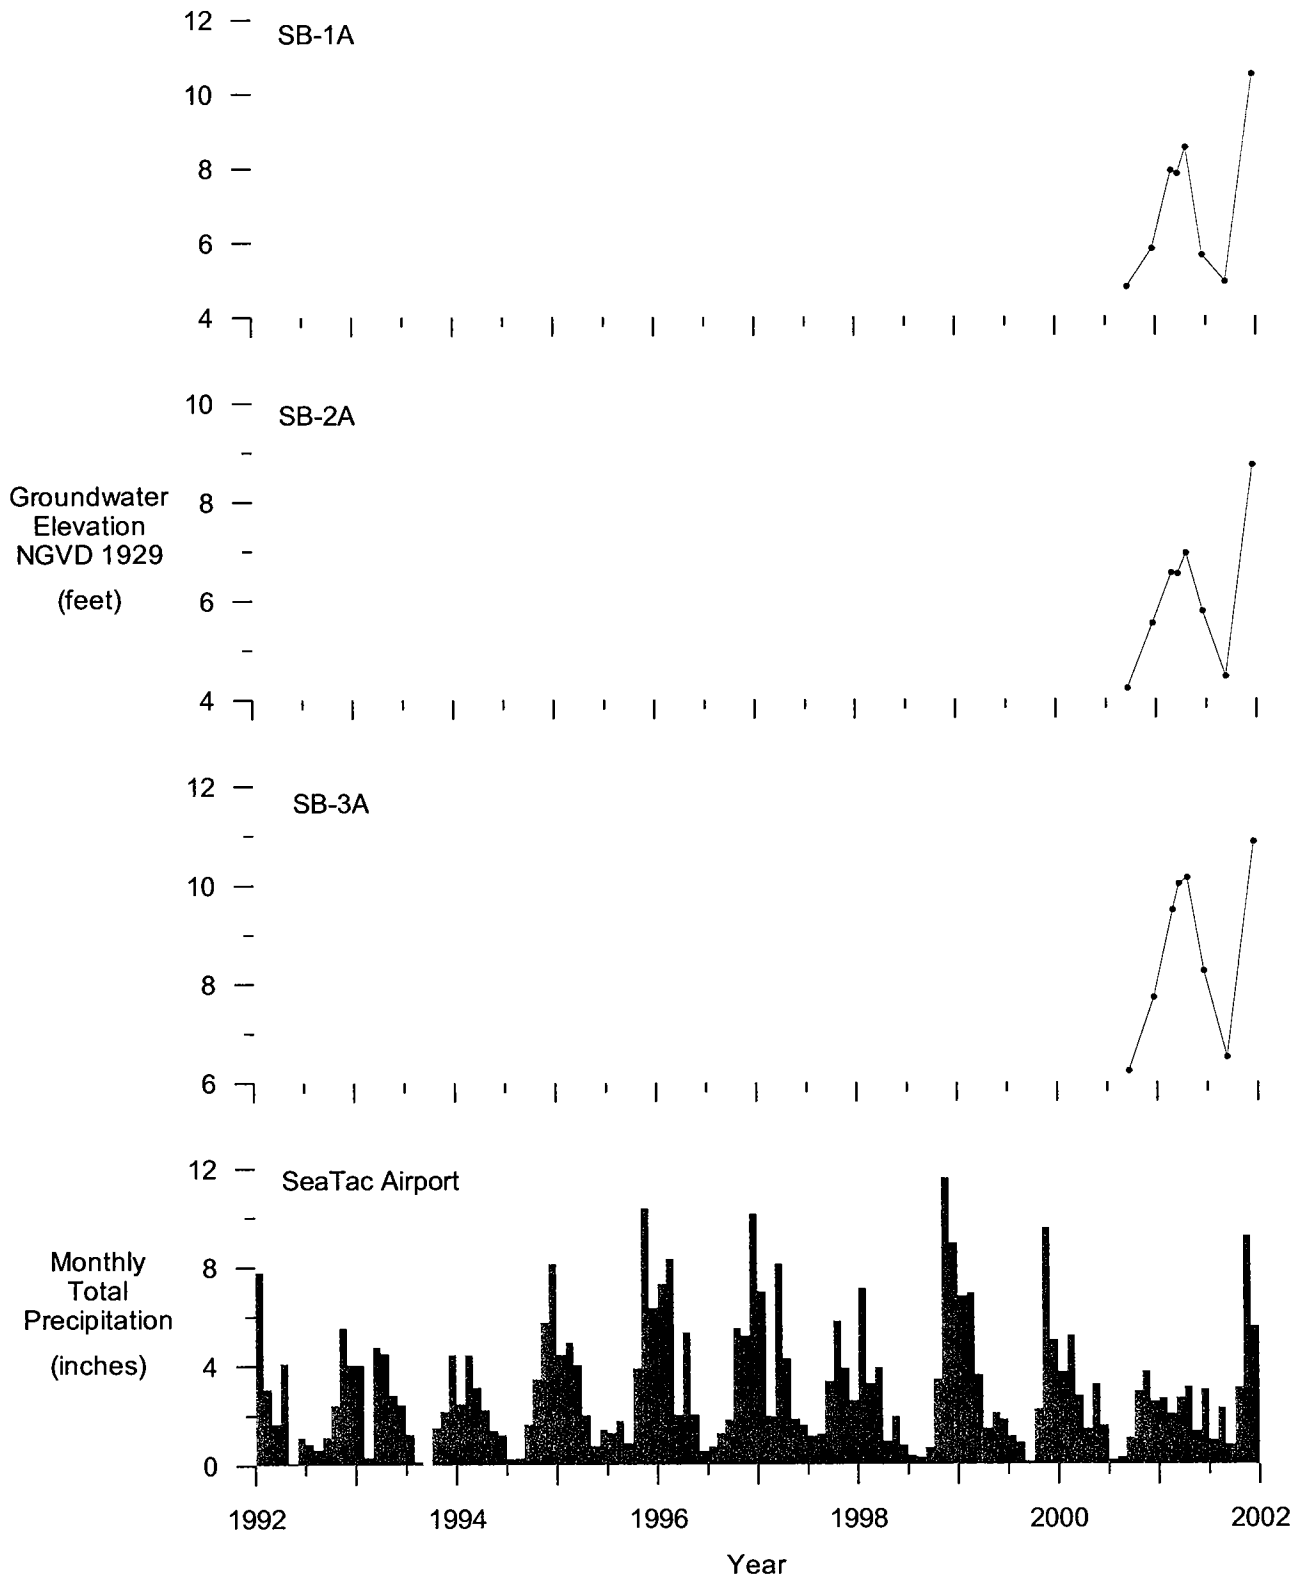 12
SB-1A
10
8
6
4
10
SB-2A
8
6
4
Groundwater
Elevation
NGVD 1929
(feet)
12
SB-3A
10
8
6
12
SeaTac Airport
8
4
0
Monthly
Total
Precipitation
(inches)
1992 1994 1996 1998 2000 2002
Year